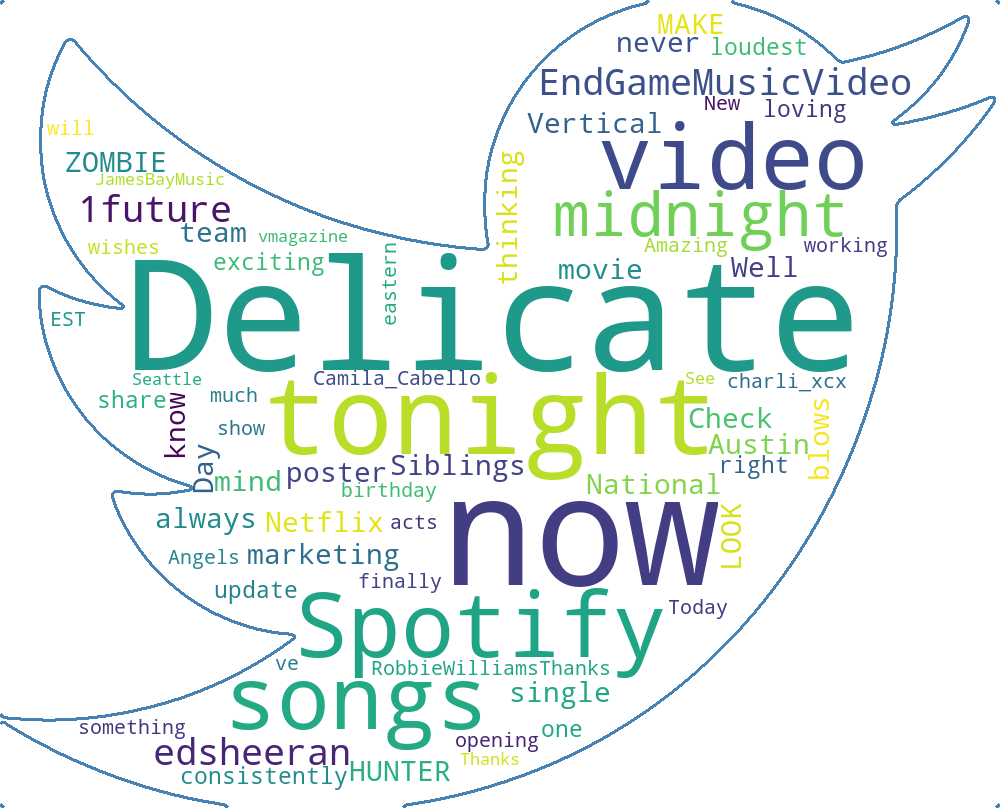 MAKE
never loudest
EndGameMusicVideo
New loving
Vertical
will
video
ZOMBIE
thinking
JamesBayMusic
1future
midnight
team
vmagazine
wishes
Amazing
working
exciting
eastern
movie
Well
Delicate
EST
Seattle
Camila_Cabello
See
charli_xcx
much
share
tonight
know
show
Check
blows
Austin
Day
poster
Siblings
right
mind
birthday
National
now
always
Netflix
acts
LOOK
Angels
marketing
finally
update
Spotify
Today
ve
RobbieWilliamsThanks
songs
single
something
one
edsheeran
opening
Thanks
consistently
HUNTER